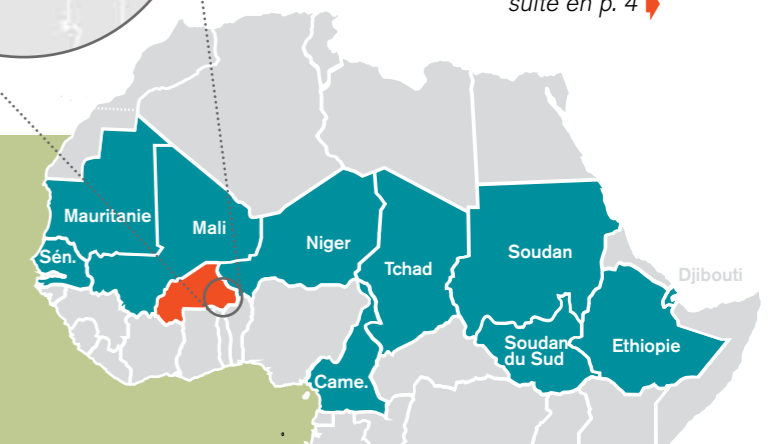 suite en p. 4
Mauritanie
Mali
Niger
Tchad
Soudan
Sén.
Djibouti
Soudan
du Sud
Ethiopie
Came.